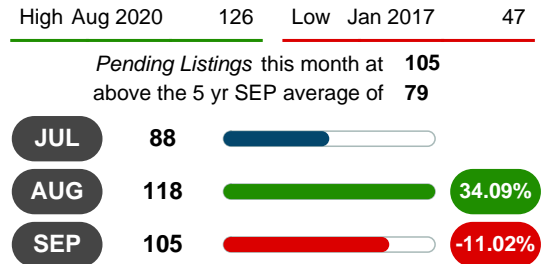 High Aug 2020 126 Low Jan 2017 47
Pending Listings this month at 105
above the 5 yr SEP average of 79
JUL 88
AUG 118 34.09%
SEP 105 -11.02%